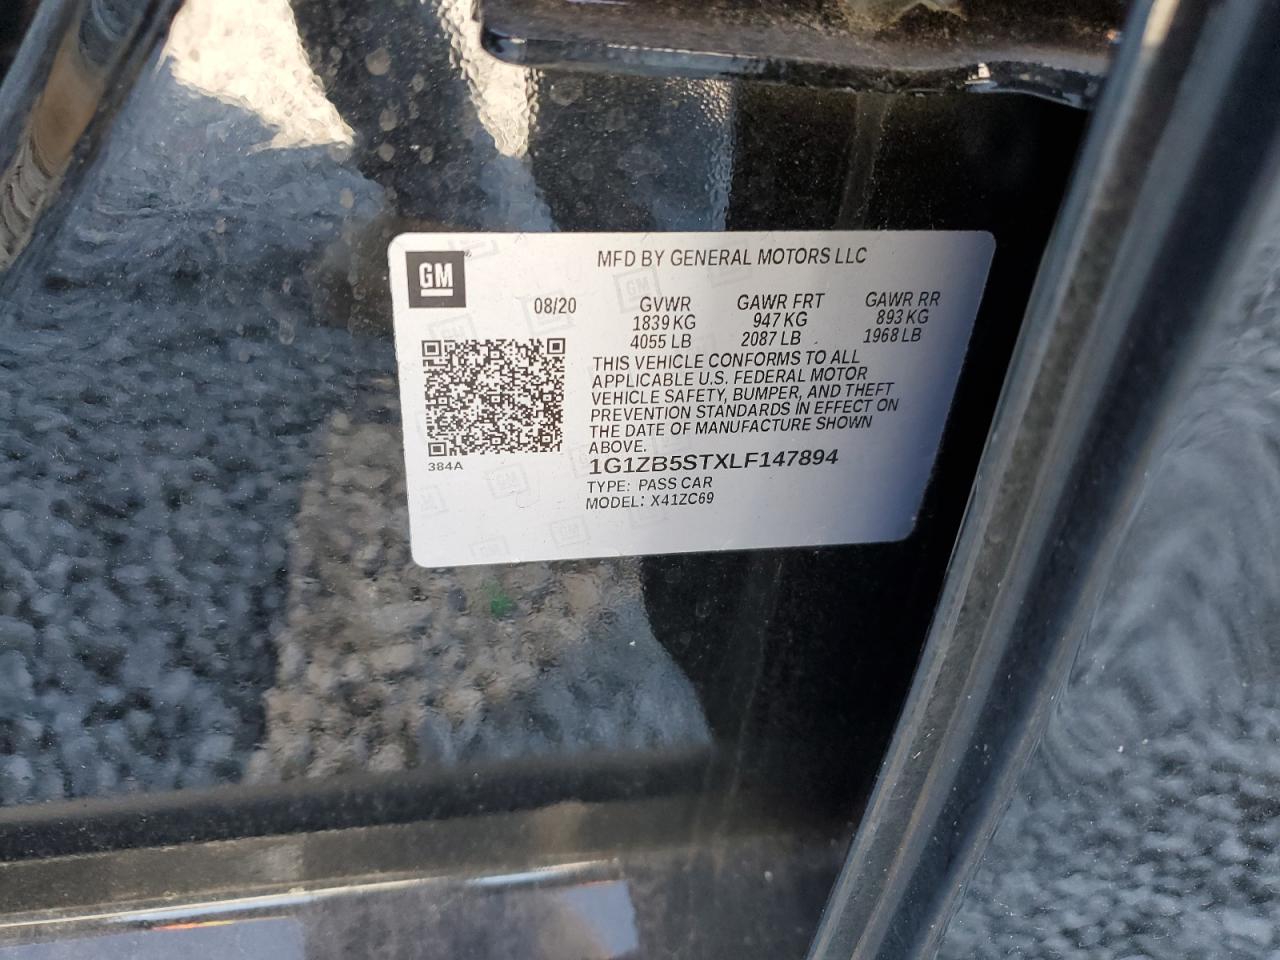 GM
MFD BY GENERAL MOTORS LLC
08/20 GVWR GAWR FRT GAWR RR
1839 KG 947 KG 893 KG
4055 LB 2087 LB 1968 LB
THIS VEHICLE CONFORMS TO ALL
APPLICABLE U.S. FEDERAL MOTOR
VEHICLE SAFETY, BUMPER, AND THEFT
PREVENTION STANDARDS IN EFFECT ON
THE DATE OF MANUFACTURE SHOWN
ABOVE.
384A
1G1ZB5STXLF147894
TYPE: PASS CAR
MODEL: X41ZC69